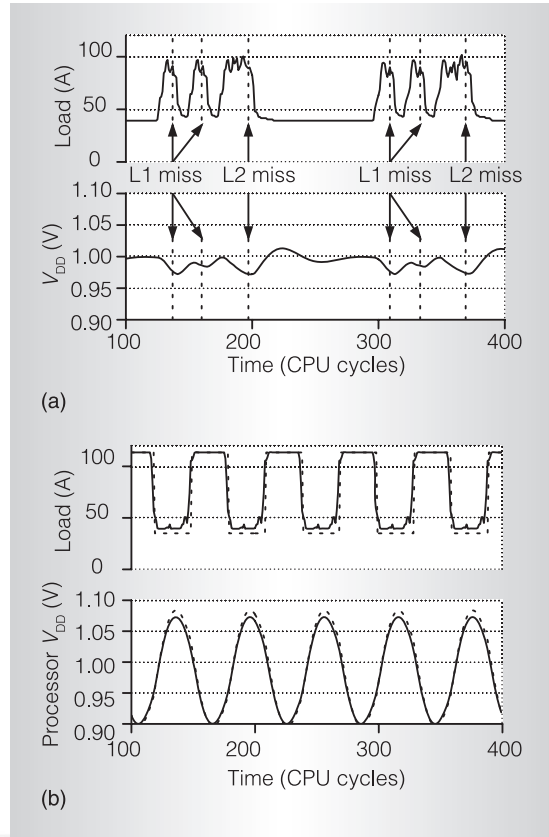 100
50
0
Load (A)
L1 miss L2 miss L1 miss L2 miss
1.10
1.05
1.00
0.95
0.90
VDD (V)
100 200 300 400
Time (CPU cycles)
(a)
100
50
0
Load (A)
1.10
1.05
1.00
0.95
0.90
Processor VDD (V)
100 200 300 400
Time (CPU cycles)
(b)